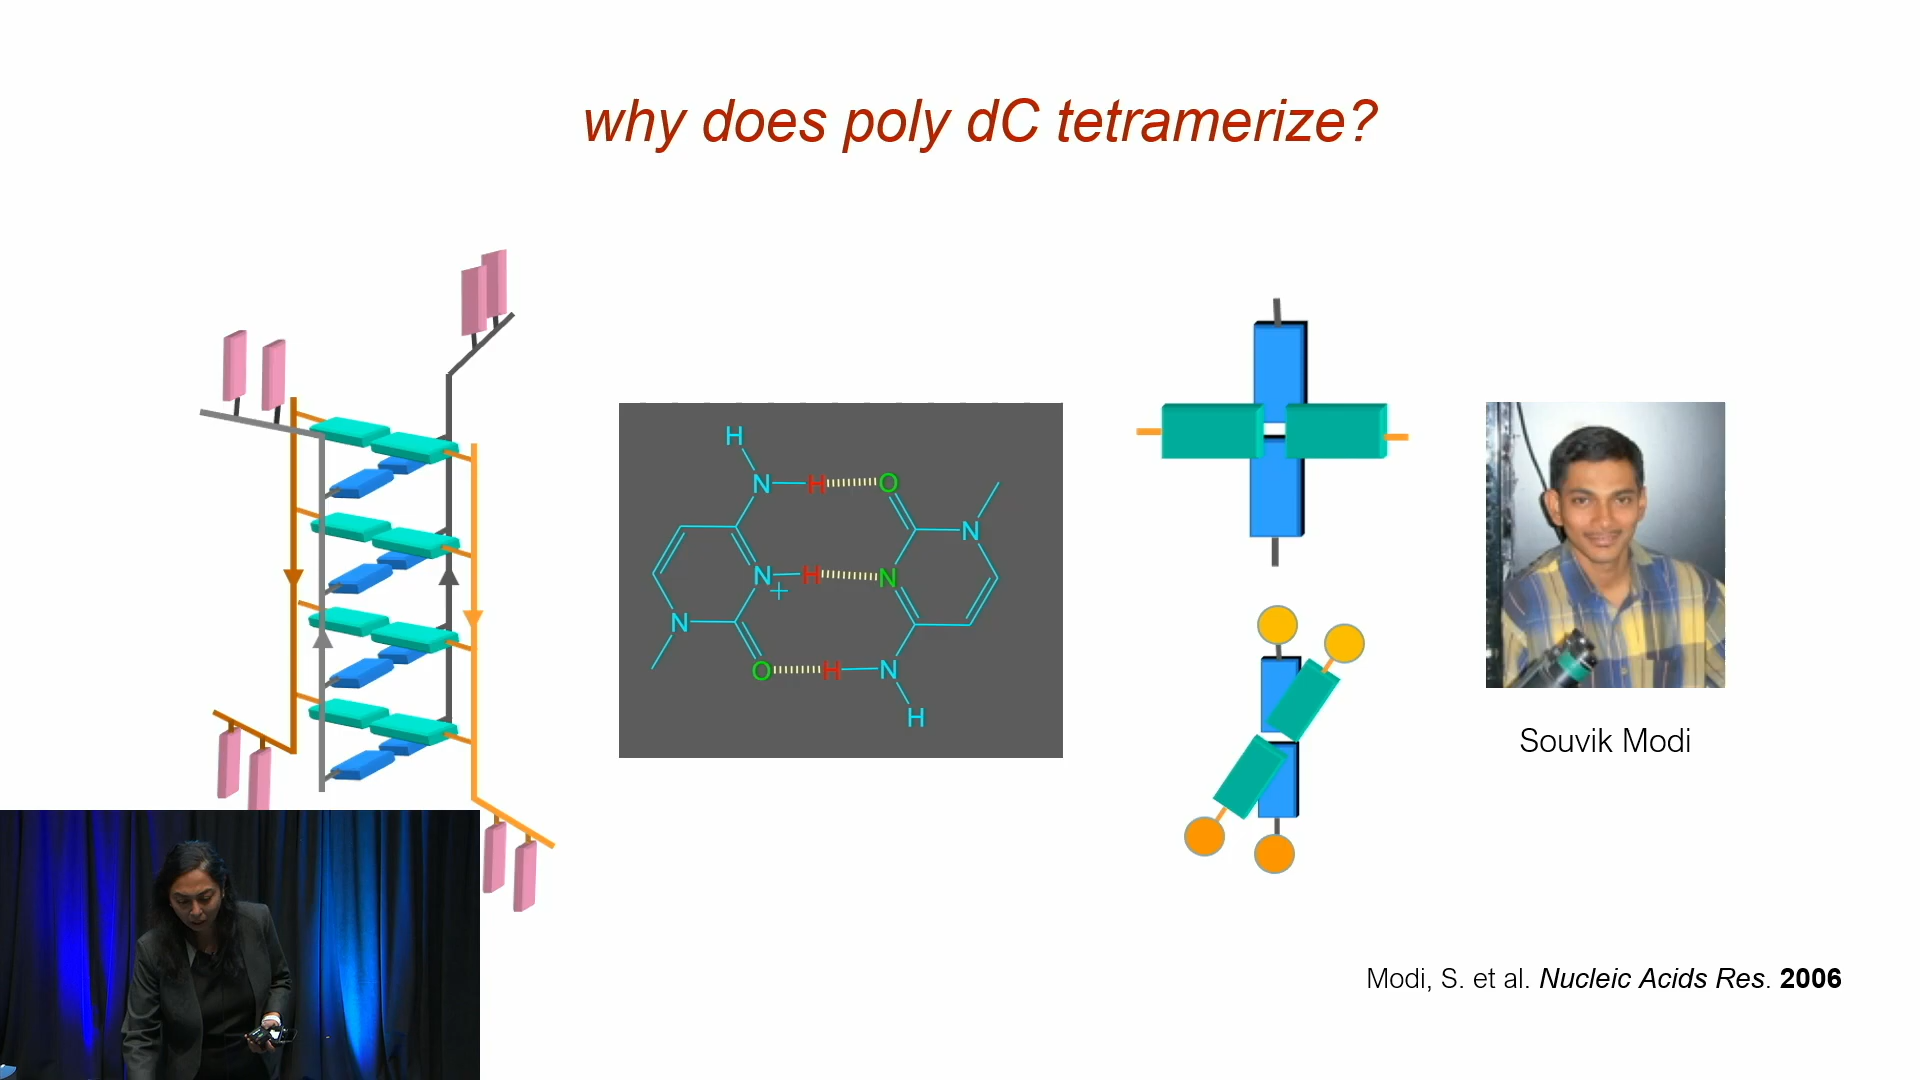 why does poly dC tetramerize?
H
N H O
N
N H N
+
N
O H N
H
Souvik Modi
Modi, S. et al. Nucleic Acids Res. 2006